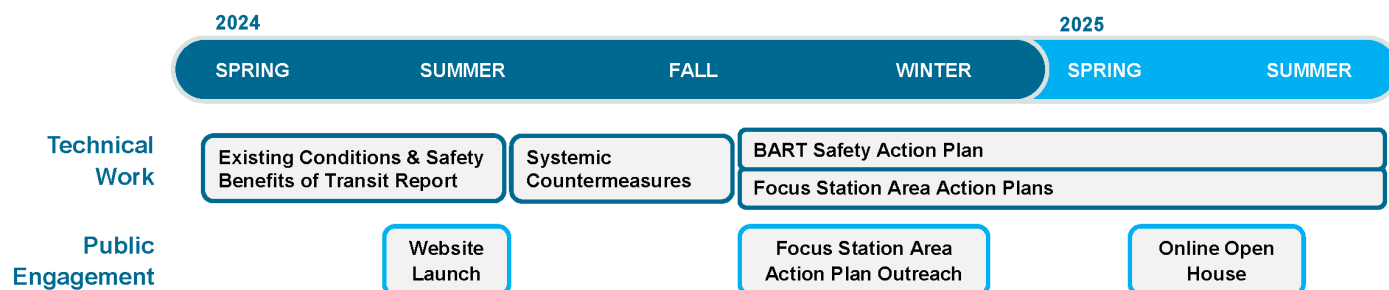 2024
2025
SPRING
SUMMER
FALL
WINTER
SPRING
SUMMER
Technical
Work
Existing Conditions & Safety
Benefits of Transit Report
Systemic
Countermeasures
BART Safety Action Plan
Focus Station Area Action Plans
Public
Engagement
Website
Launch
Focus Station Area
Action Plan Outreach
Online Open
House